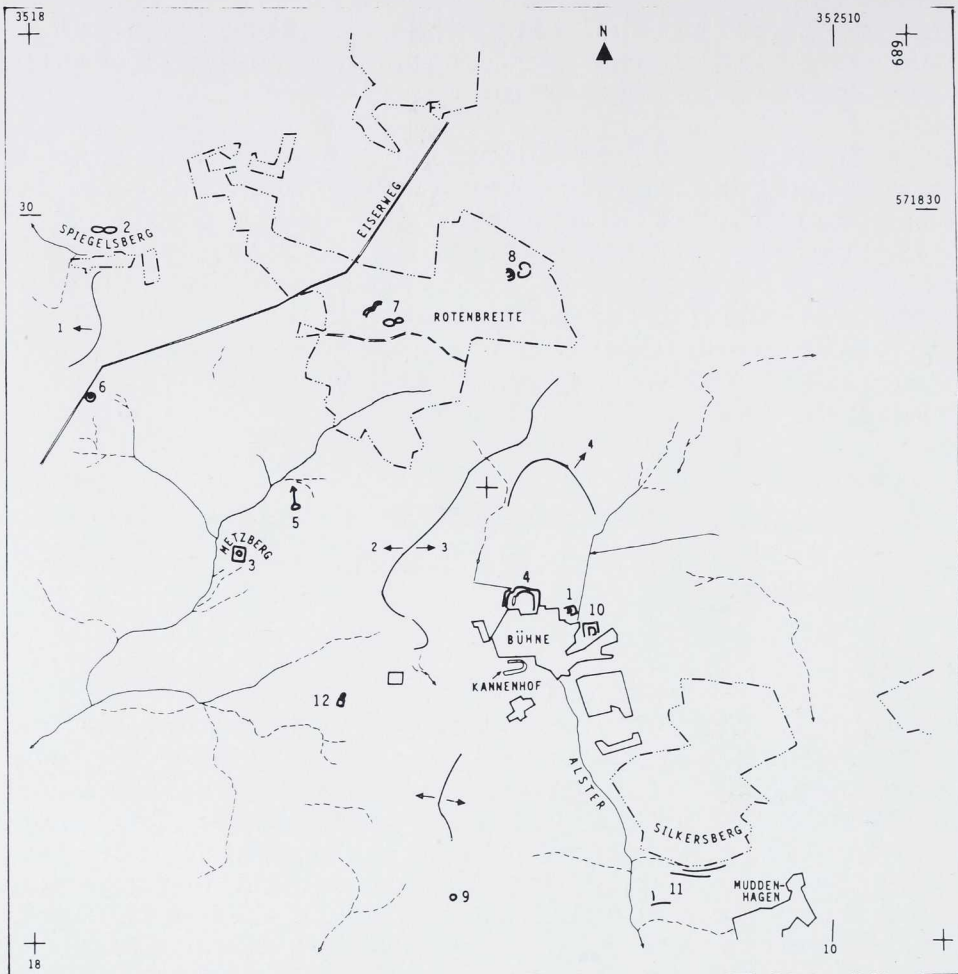 3518
N
352510
689
F
30
571830
SPIEGELSBERG
2
EISERWEG
8
7
ROTENBREITE
1
6
4
5
METZBERG
3
2
3
4
1
10
BÜHNE
KANNENHOF
12
ALSTER
SILKERSBERG
9
11
MUDDEN-
HAGEN
18
10